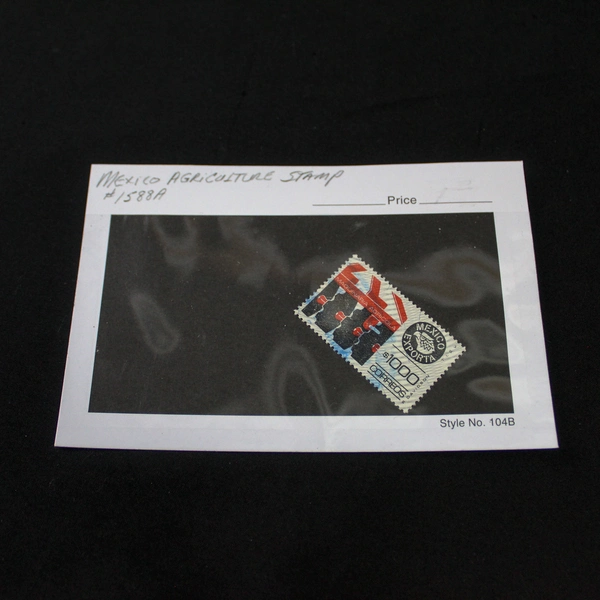 MEXICO AGRICULTURE STAMP
#1588A
Price
MEXICO
EXPORTA
$1000
CORREOS
Style No. 104B